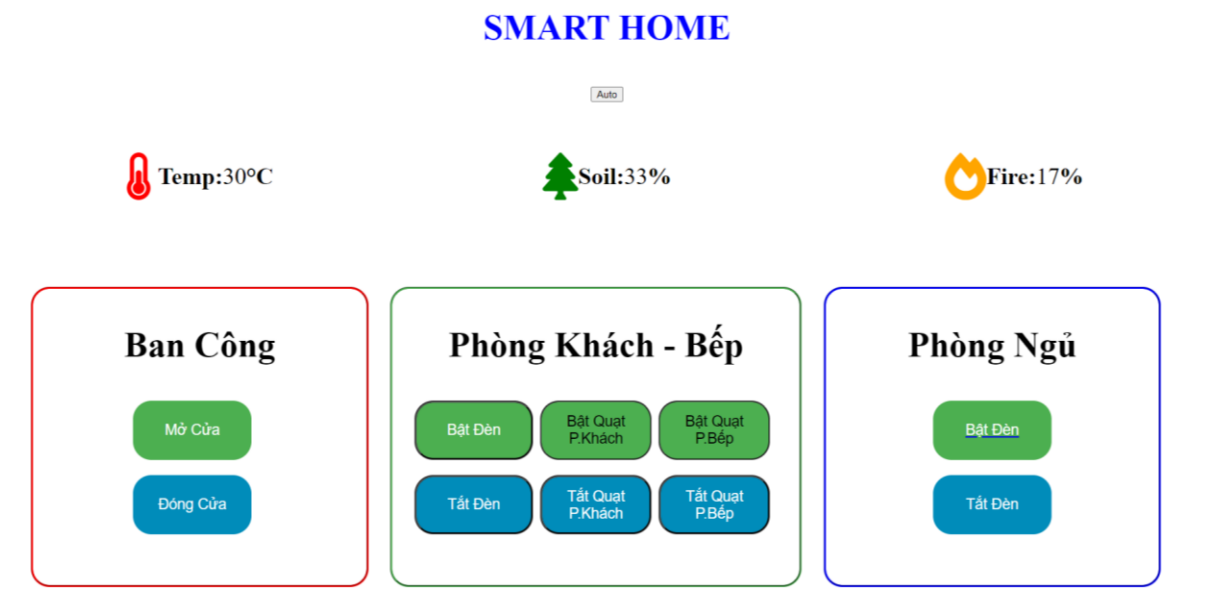 SMART HOME
Auto
Temp:30°C
Soil:33%
Fire:17%
Ban Công
Mở Cửa
Đóng Cửa
Phòng Khách - Bếp
Bật Đèn
Bật Quạt
P.Khách
Bật Quạt
P.Bếp
Tắt Đèn
Tắt Quạt
P.Khách
Tắt Quạt
P.Bếp
Phòng Ngủ
Bật Đèn
Tắt Đèn